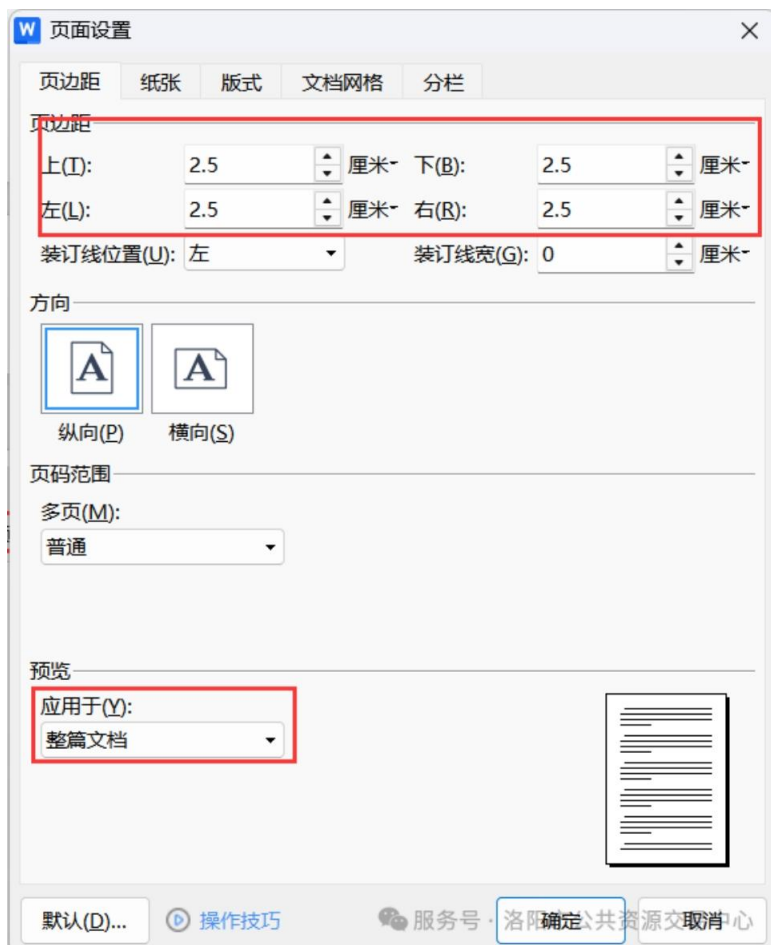 W 页面设置
页边距 纸张 版式 文档网格 分栏
页边距
上(T): 2.5 厘米 下(B): 2.5 厘米
左(L): 2.5 厘米 右(R): 2.5 厘米
装订线位置(U): 左 装订线宽(G): 0 厘米
方向
A A
纵向(P) 横向(S)
页码范围
多页(M):
普通
预览
应用于(Y):
整篇文档
默认(D)... 操作技巧 确定 取消
服务号 · 洛阳 公共资源交 中心